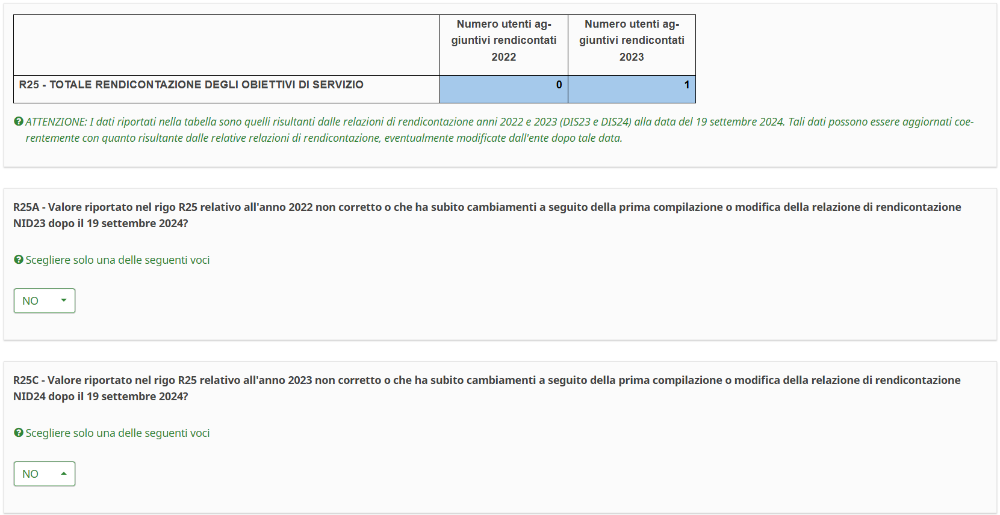 Numero utenti ag-
giuntivi rendicontati
2022
Numero utenti ag-
giuntivi rendicontati
2023
R25 - TOTALE RENDICONTAZIONE DEGLI OBIETTIVI DI SERVIZIO 0 1
ATTENZIONE: I dati riportati nella tabella sono quelli risultanti dalle relazioni di rendicontazione anni 2022 e 2023 (DIS23 e DIS24) alla data del 19 settembre 2024. Tali dati possono essere aggiornati coe-
rentemente con quanto risultante dalle relative relazioni di rendicontazione, eventualmente modificate dall'ente dopo tale data.
R25A - Valore riportato nel rigo R25 relativo all'anno 2022 non corretto o che ha subito cambiamenti a seguito della prima compilazione o modifica della relazione di rendicontazione
NID23 dopo il 19 settembre 2024?
Scegliere solo una delle seguenti voci
NO
R25C - Valore riportato nel rigo R25 relativo all'anno 2023 non corretto o che ha subito cambiamenti a seguito della prima compilazione o modifica della relazione di rendicontazione
NID24 dopo il 19 settembre 2024?
Scegliere solo una delle seguenti voci
NO